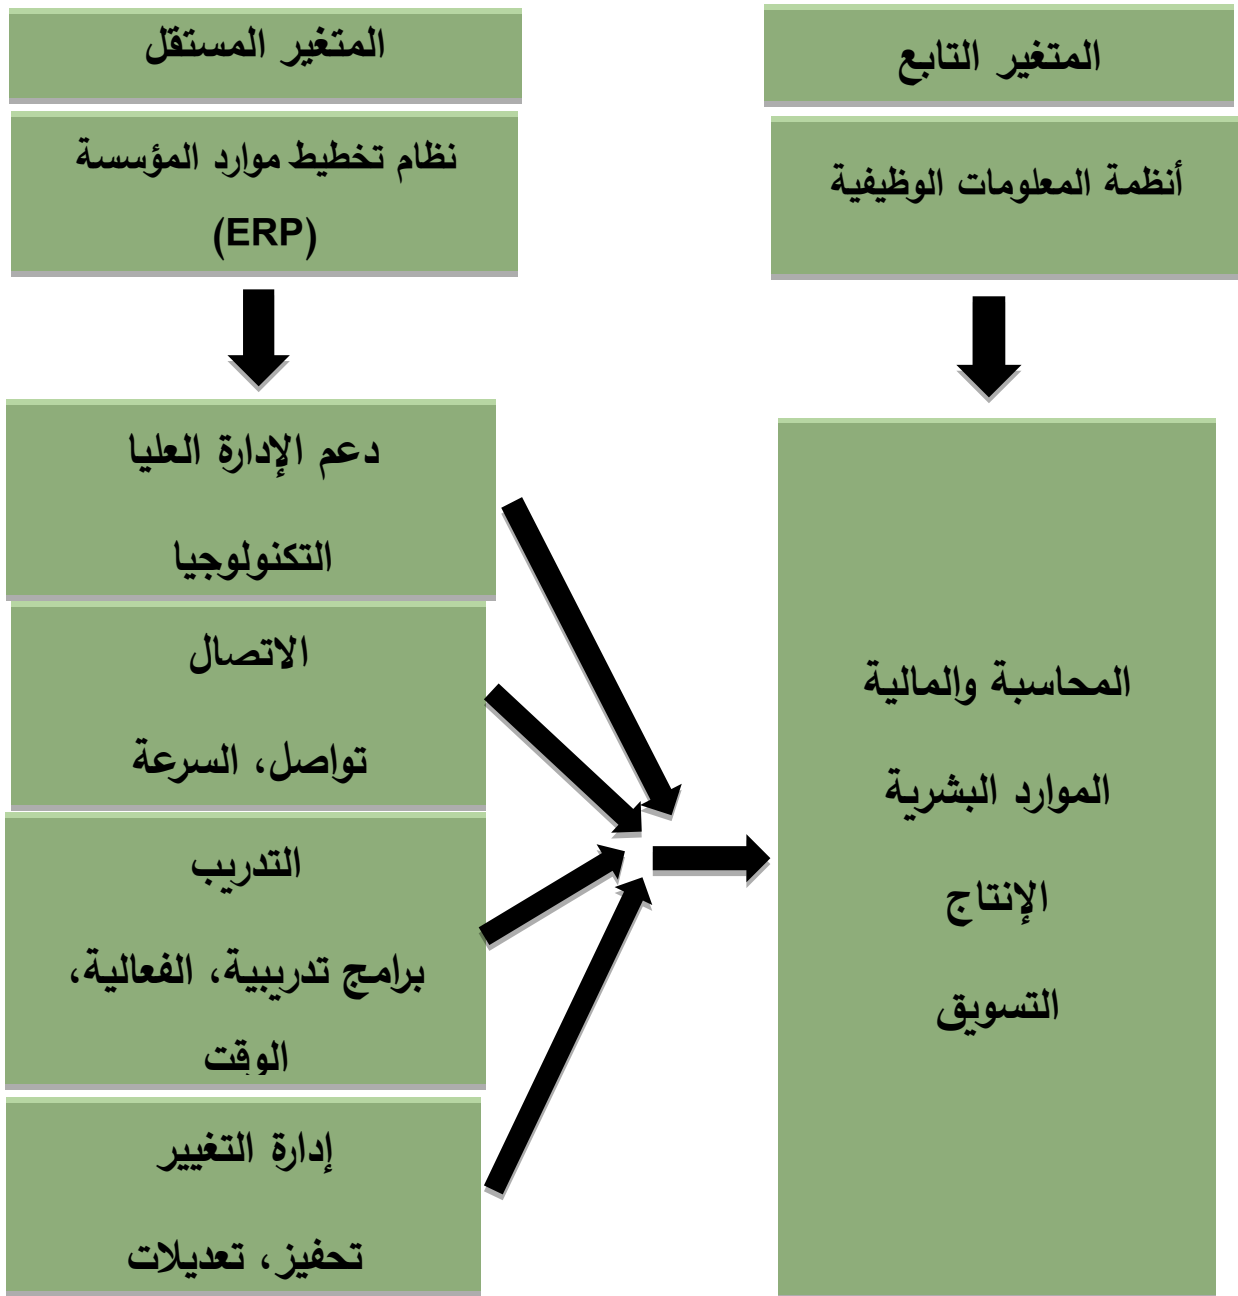 المتغير المستقل
نظام تخطيط موارد المؤسسة
(ERP)
دعم الإدارة العليا
التكنولوجيا
الاتصال
تواصل، السرعة
التدريب
برامج تدريبية، الفعالية،
الوقت
إدارة التغيير
تحفيز، تعديلات
المتغير التابع
أنظمة المعلومات الوظيفية
المحاسبة والمالية
الموارد البشرية
الإنتاج
التسويق